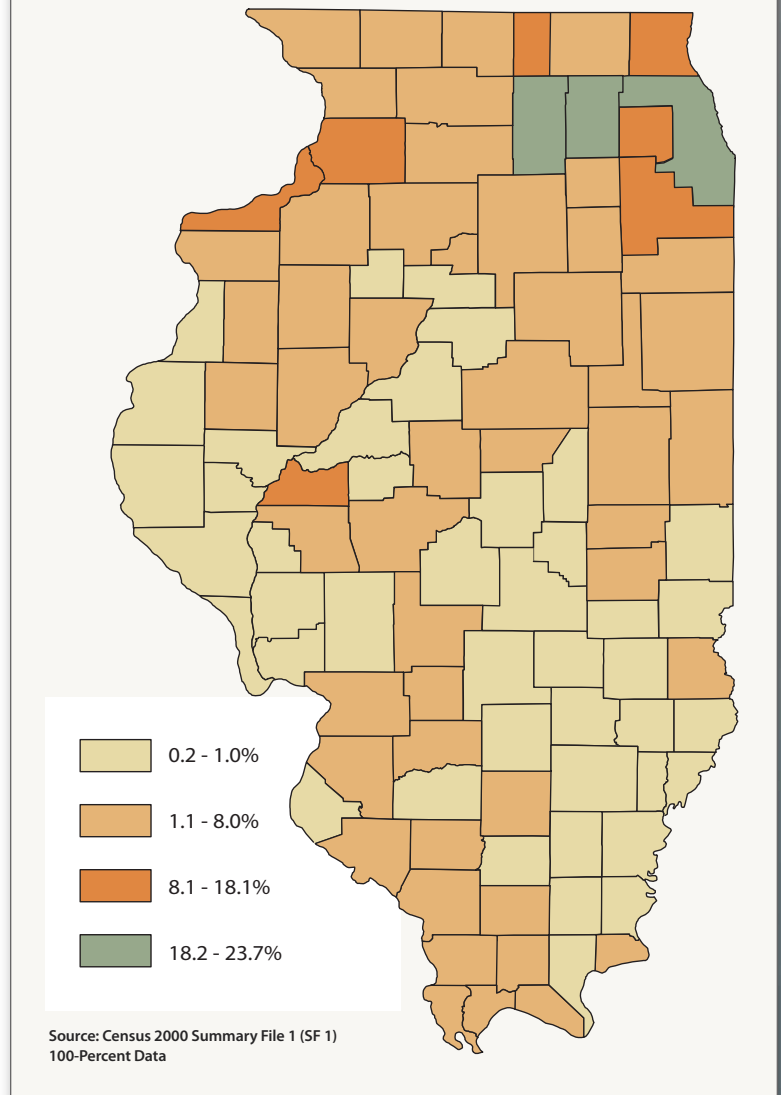 0.2 - 1.0%
1.1 - 8.0%
8.1 - 18.1%
18.2 - 23.7%
Source: Census 2000 Summary File 1 (SF 1)
100-Percent Data